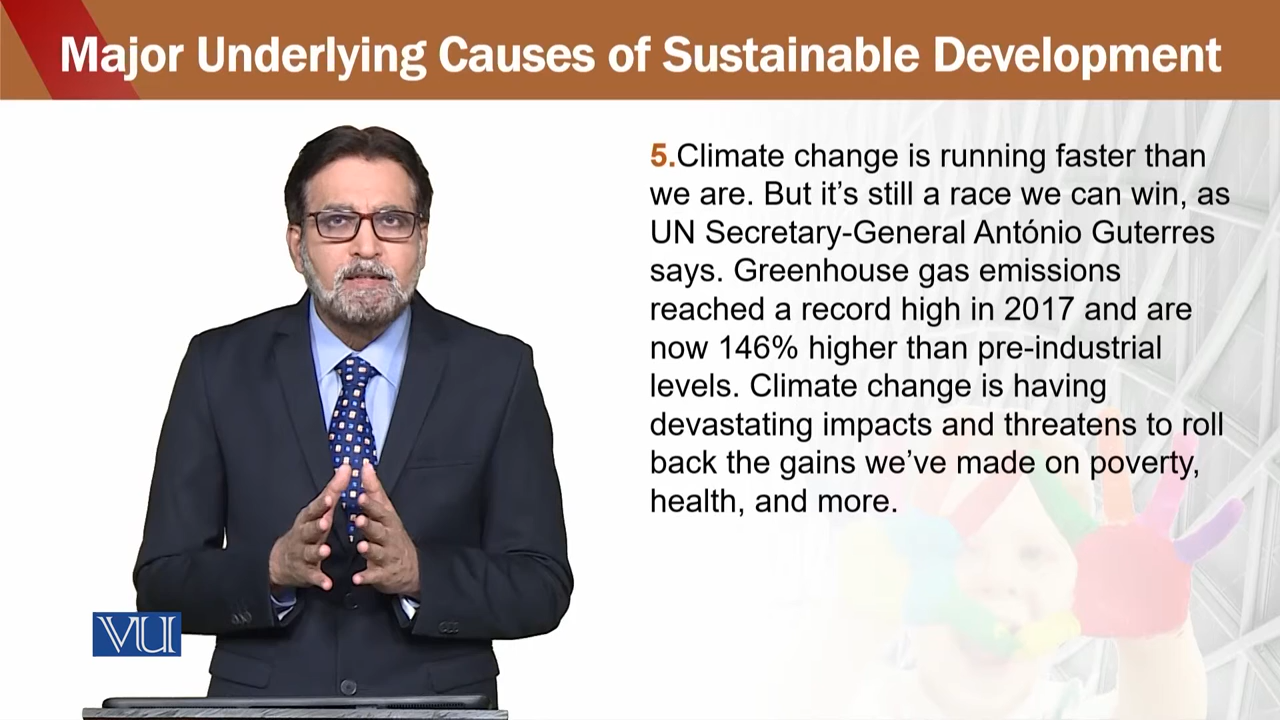 Major Underlying Causes of Sustainable Development
5.Climate change is running faster than
we are. But it’s still a race we can win, as
UN Secretary-General António Guterres
says. Greenhouse gas emissions
reached a record high in 2017 and are
now 146% higher than pre-industrial
levels. Climate change is having
devastating impacts and threatens to roll
back the gains we’ve made on poverty,
health, and more.
VU